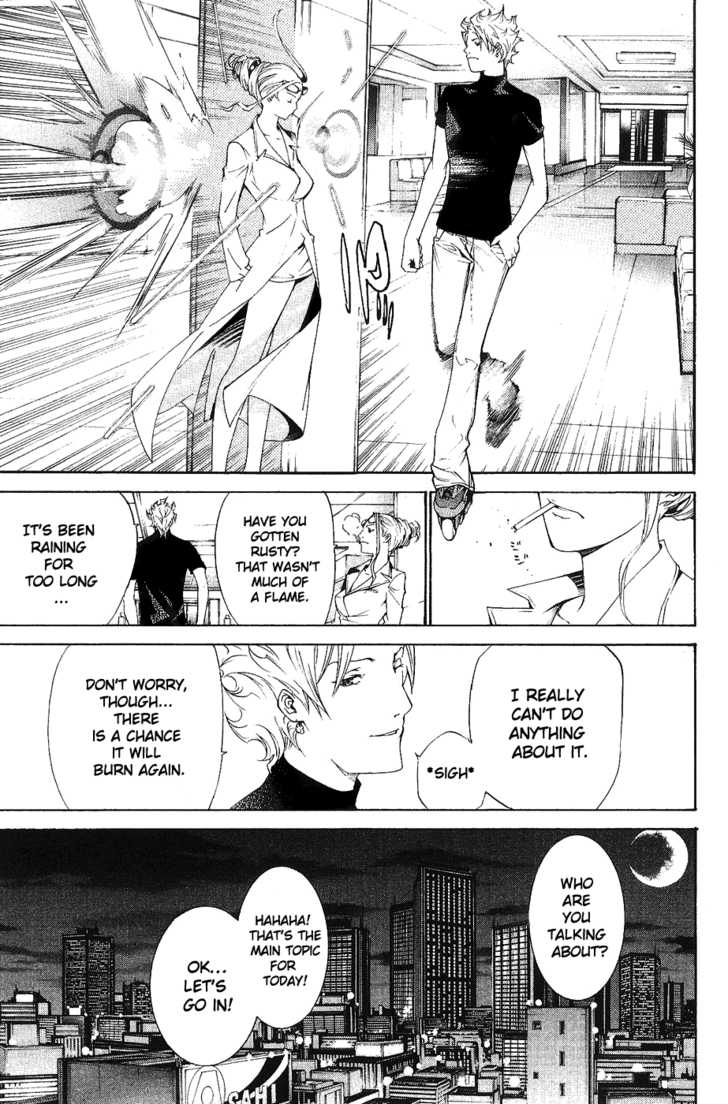 HAVE YOU
GOTTEN
RUSTY?
THAT WASN'T
MUCH OF
A FLAME.
IT'S BEEN
RAINING
FOR
TOO LONG
...
I REALLY
CAN'T DO
ANYTHING
ABOUT IT.
*SIGH*
DON'T WORRY,
THOUGH...
THERE
IS A CHANCE
IT WILL
BURN AGAIN.
WHO
ARE
YOU
TALKING
ABOUT?
HAHAHA!
THAT'S THE
MAIN TOPIC
FOR
TODAY!
OK...
LET'S
GO IN!
SAHI